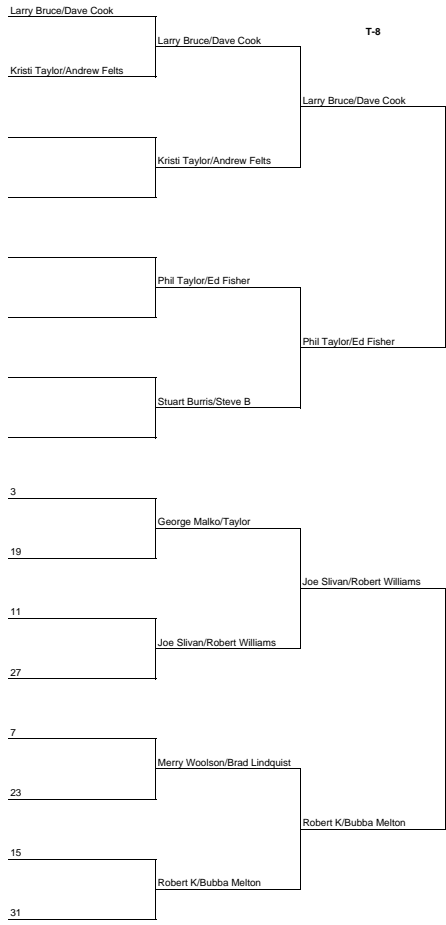 Larry Bruce/Dave Cook
T-8
Larry Bruce/Dave Cook
Kristi Taylor/Andrew Felts
Larry Bruce/Dave Cook
Kristi Taylor/Andrew Felts
Phil Taylor/Ed Fisher
Phil Taylor/Ed Fisher
Stuart Burris/Steve B
3
George Malko/Taylor
19
Joe Slivan/Robert Williams
11
Joe Slivan/Robert Williams
27
7
Merry Woolson/Brad Lindquist
23
Robert K/Bubba Melton
15
Robert K/Bubba Melton
31